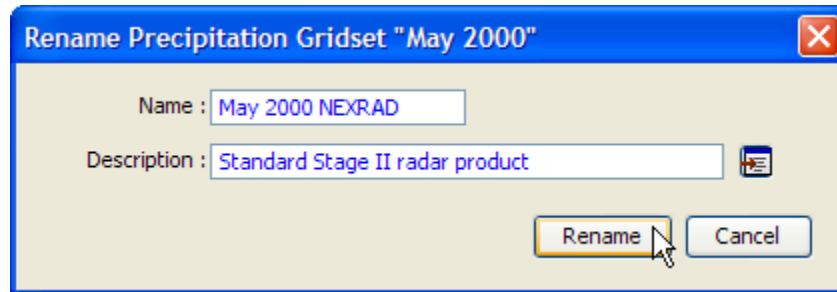 Rename Precipitation Gridset "May 2000"
Name : May 2000 NEXRAD
Description : Standard Stage II radar product
Rename Cancel